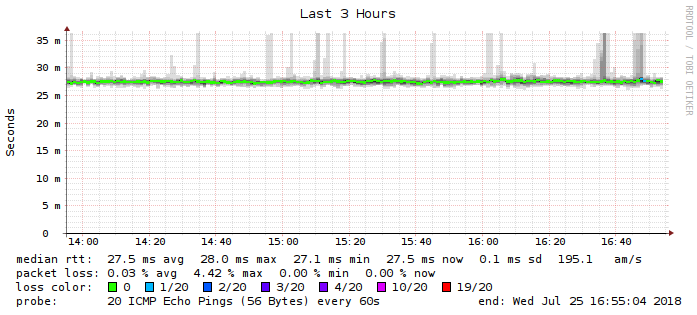 Last 3 Hours
RRDTOOL / TOBI OETIKER
Seconds
35 m
30 m
25 m
20 m
15 m
10 m
5 m
0
14:00 14:20 14:40 15:00 15:20 15:40 16:00 16:20 16:40
median rtt: 27.5 ms avg 28.0 ms max 27.1 ms min 27.5 ms now 0.1 ms sd 195.1 am/s
packet loss: 0.03 % avg 4.42 % max 0.00 % min 0.00 % now
loss color: 0 1/20 2/20 3/20 4/20 10/20 19/20
probe: 20 ICMP Echo Pings (56 Bytes) every 60s end: Wed Jul 25 16:55:04 2018